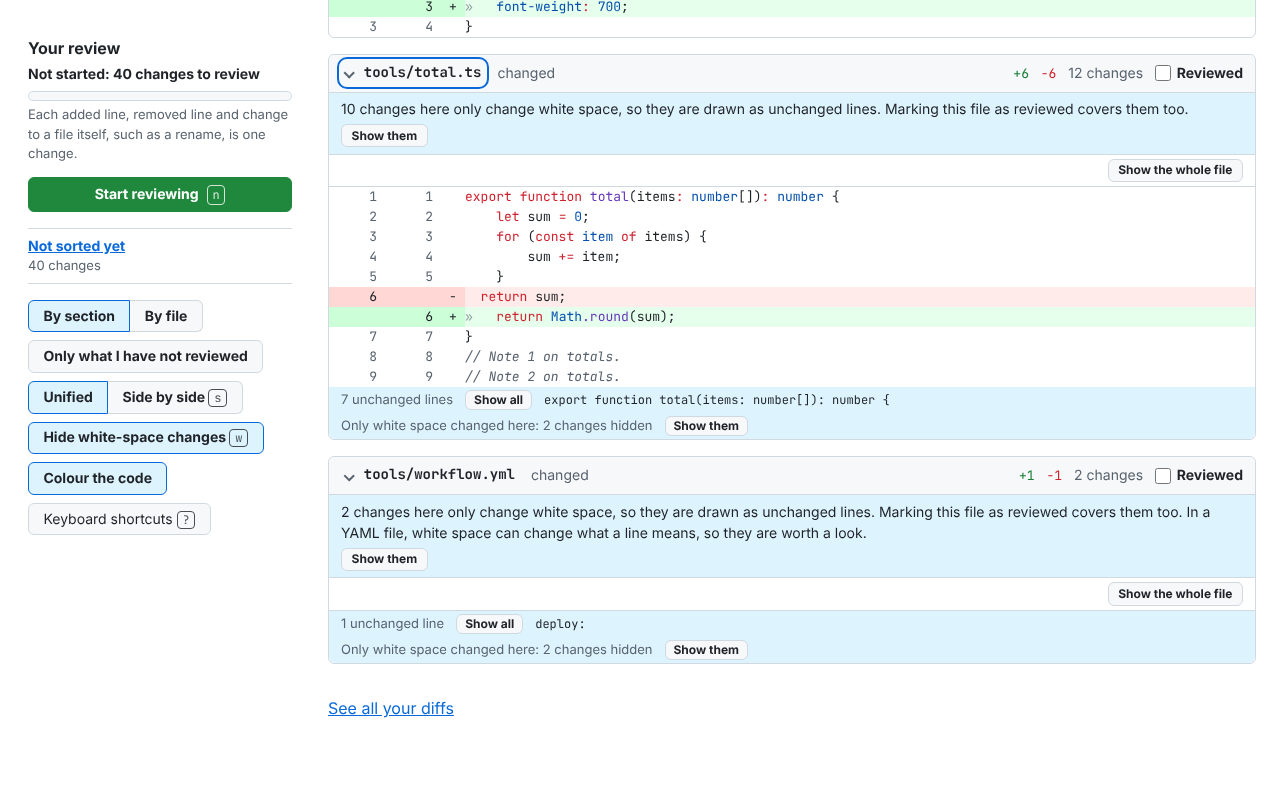 3 + » font-weight: 700;
3 4 }
Your review
Not started: 40 changes to review
Each added line, removed line and change
to a file itself, such as a rename, is one
change.
Start reviewing n
Not sorted yet
40 changes
By section By file
Only what I have not reviewed
Unified Side by side s
Hide white-space changes w
Colour the code
Keyboard shortcuts ?
tools/total.ts changed +6 -6 12 changes Reviewed
10 changes here only change white space, so they are drawn as unchanged lines. Marking this file as reviewed covers them too.
Show them
Show the whole file
1 1 export function total(items: number[]): number {
2 2 let sum = 0;
3 3 for (const item of items) {
4 4 sum += item;
5 5 }
6 - return sum;
6 + » return Math.round(sum);
7 7 }
8 8 // Note 1 on totals.
9 9 // Note 2 on totals.
7 unchanged lines Show all export function total(items: number[]): number {
Only white space changed here: 2 changes hidden Show them
tools/workflow.yml changed +1 -1 2 changes Reviewed
2 changes here only change white space, so they are drawn as unchanged lines. Marking this file as reviewed covers them too. In a
YAML file, white space can change what a line means, so they are worth a look.
Show them
Show the whole file
1 unchanged line Show all deploy:
Only white space changed here: 2 changes hidden Show them
See all your diffs